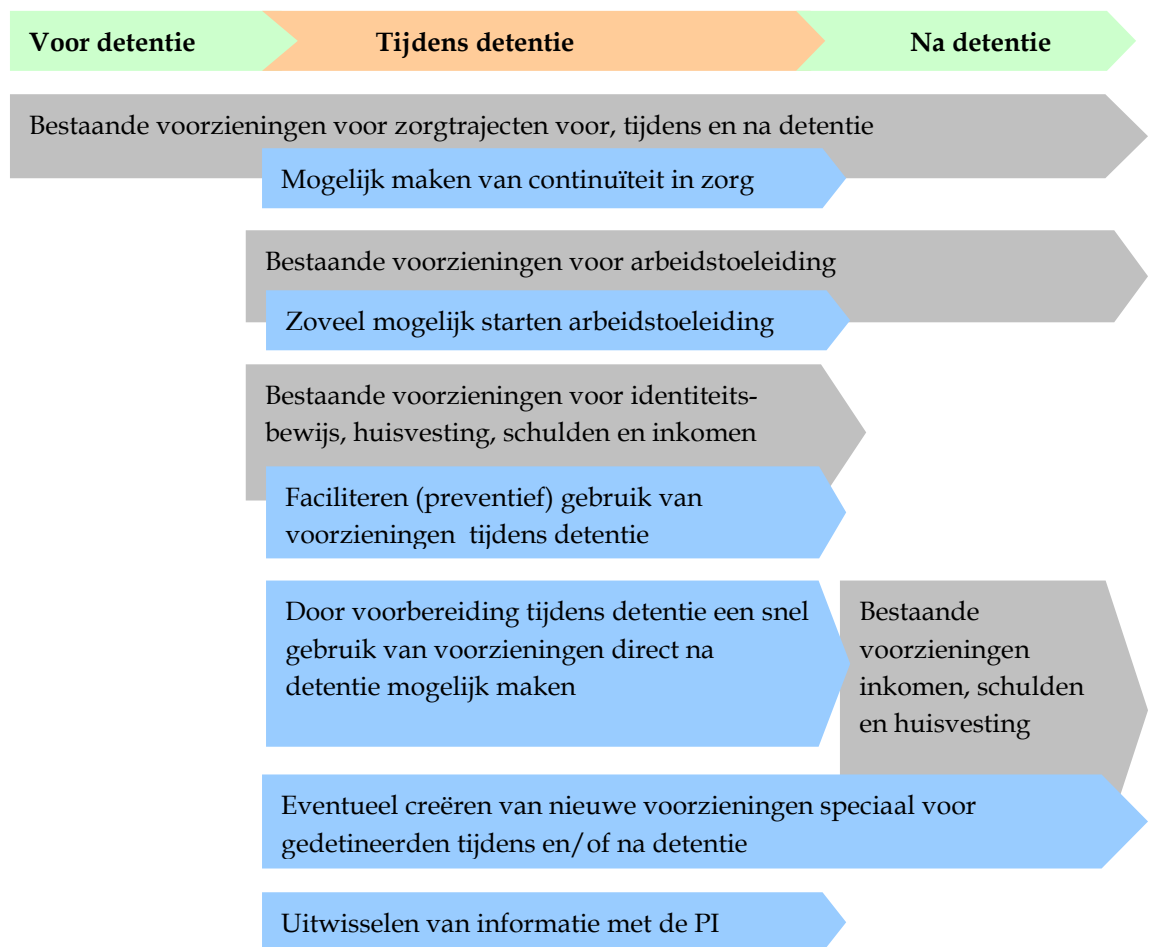 Voor detentie
Tijdens detentie
Na detentie
Bestaande voorzieningen voor zorgtrajecten voor, tijdens en na detentie
Mogelijk maken van continuïteit in zorg
Bestaande voorzieningen voor arbeidstoeleiding
Zoveel mogelijk starten arbeidstoeleiding
Bestaande voorzieningen voor identiteits-
bewijs, huisvesting, schulden en inkomen
Faciliteren (preventief) gebruik van
voorzieningen tijdens detentie
Door voorbereiding tijdens detentie een snel
gebruik van voorzieningen direct na
detentie mogelijk maken
Bestaande
voorzieningen
inkomen, schulden
en huisvesting
Eventueel creëren van nieuwe voorzieningen speciaal voor
gedetineerden tijdens en/of na detentie
Uitwisselen van informatie met de PI